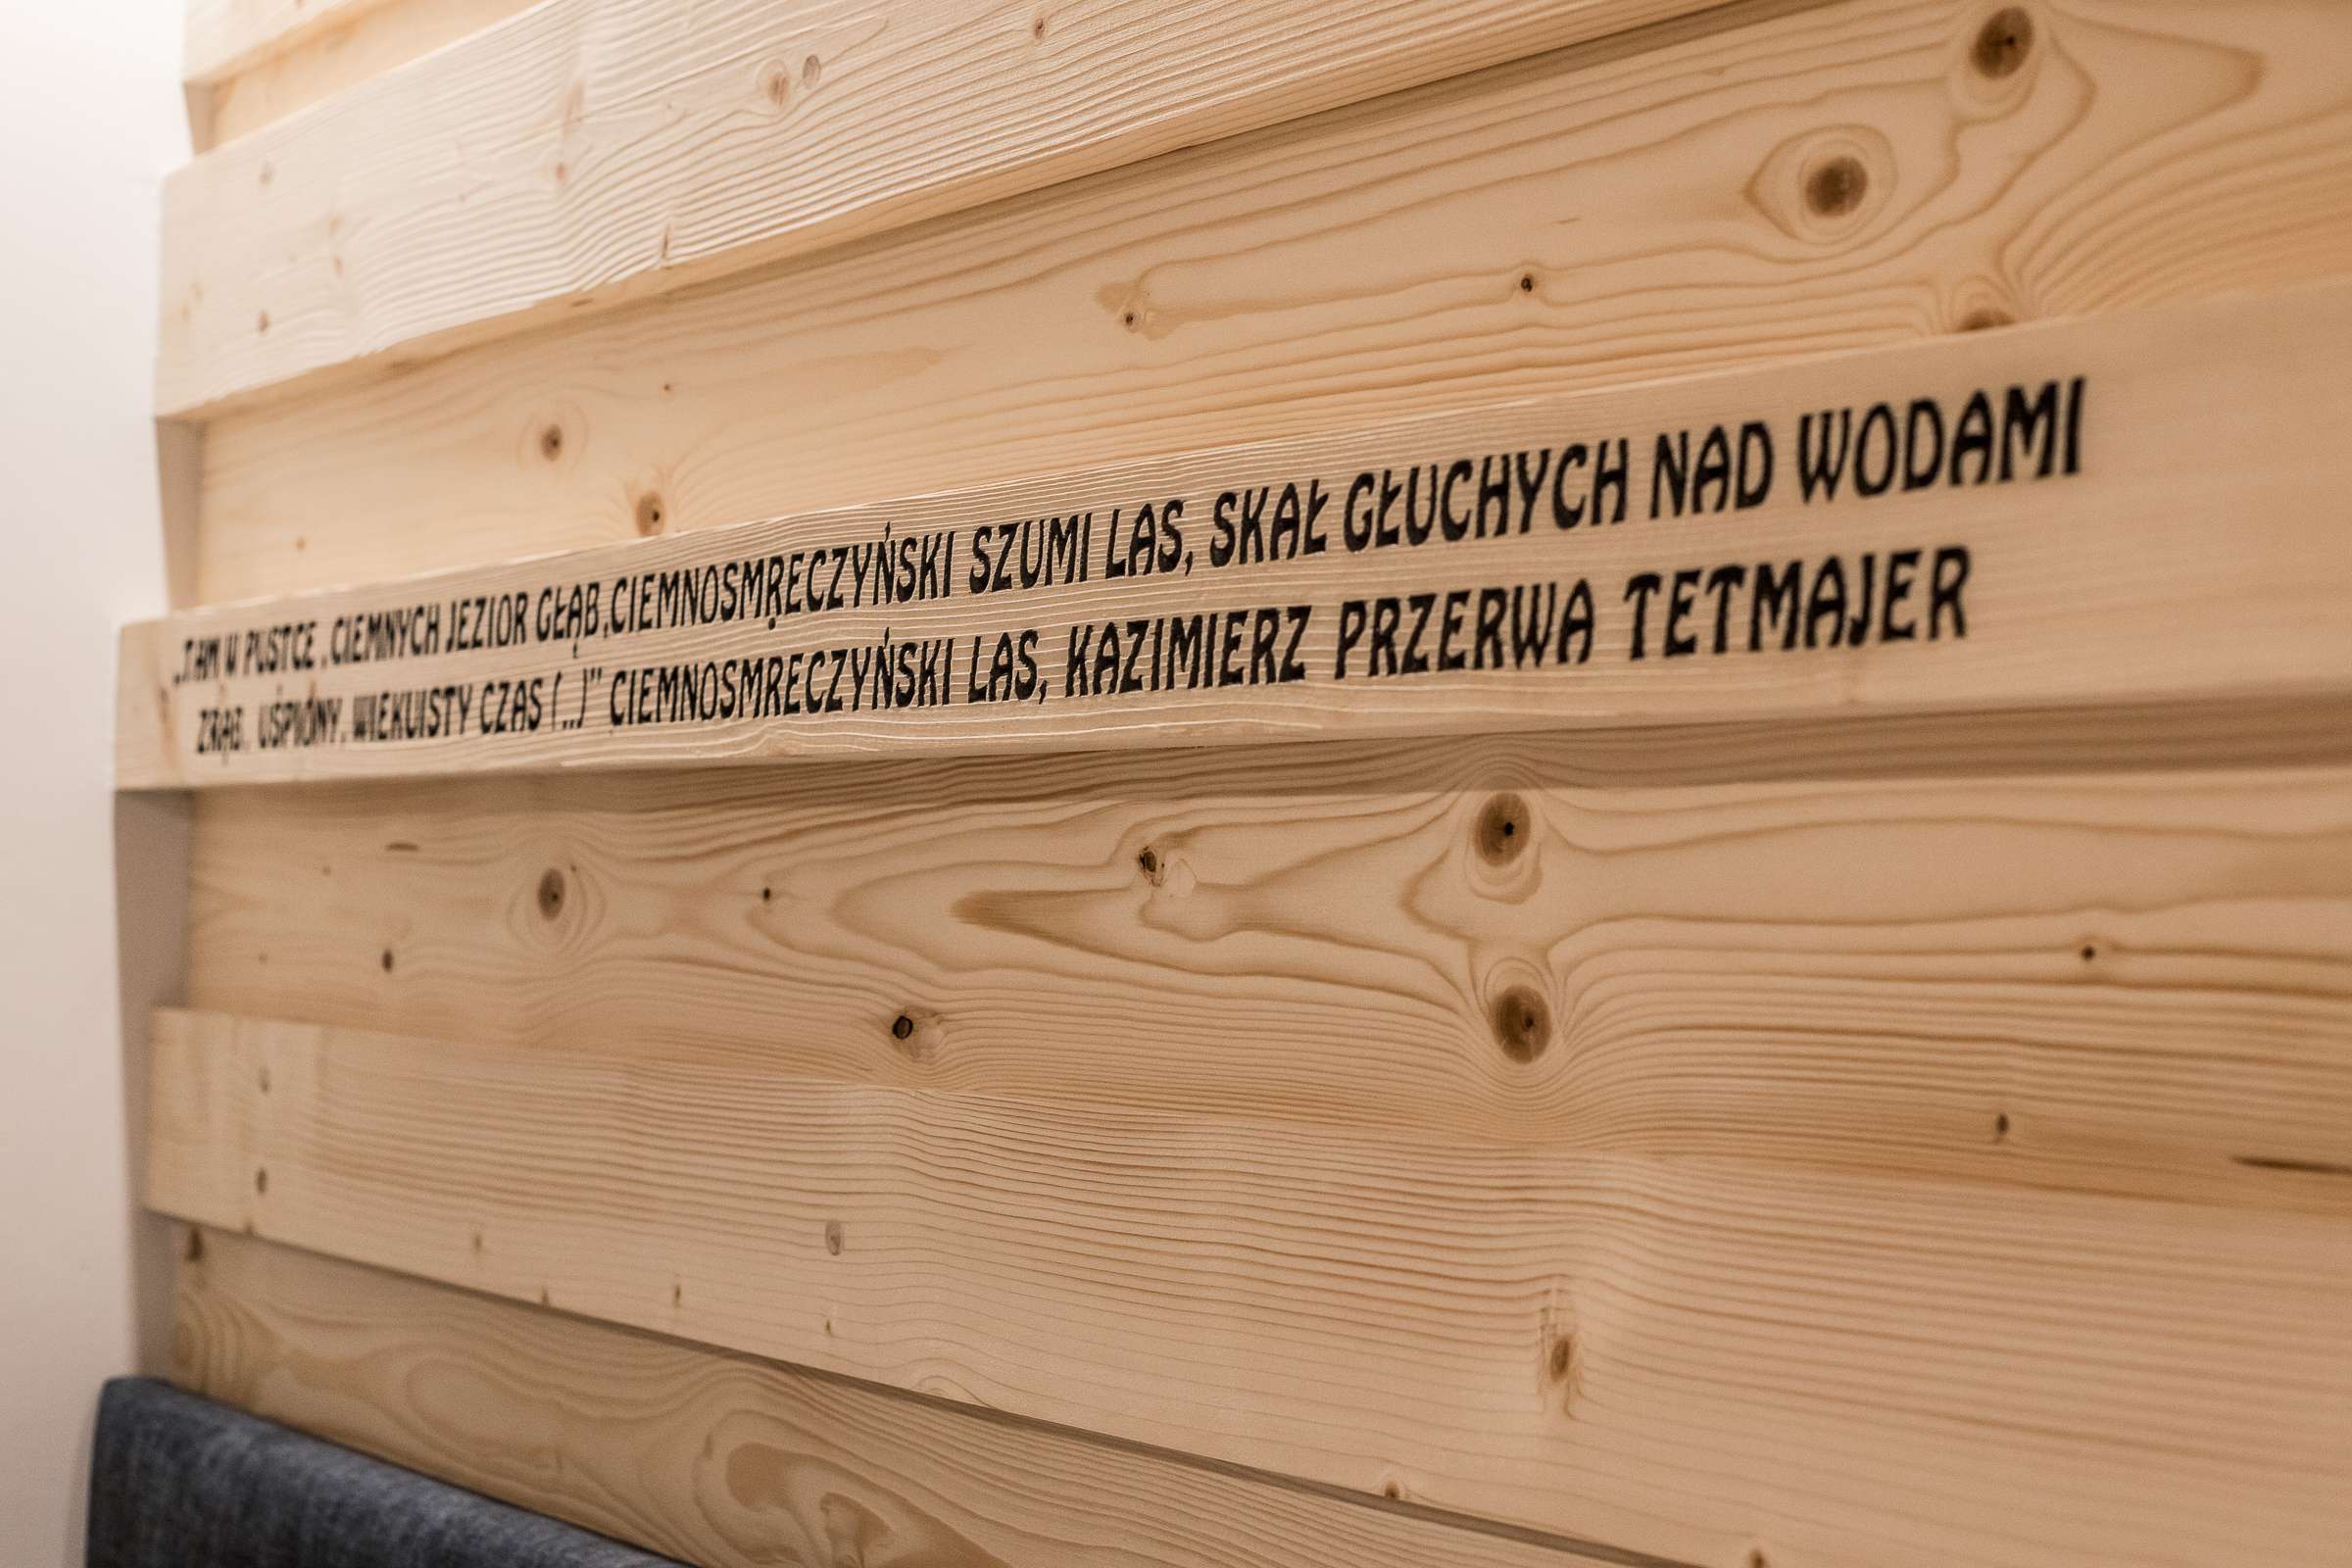 „TAM W PUSTCE ,CIEMNYCH JEZIOR GŁĄB,CIEMNOSMRECZYŃSKI SZUMI LAS, SKAŁ GŁUCHYCH NAD WODAMI
ZRĄB, UŚPIONY, WIEKUISTY CZAS (...)" CIEMNOSMRECZYŃSKI LAS, KAZIMIERZ PRZERWA TETMAJER